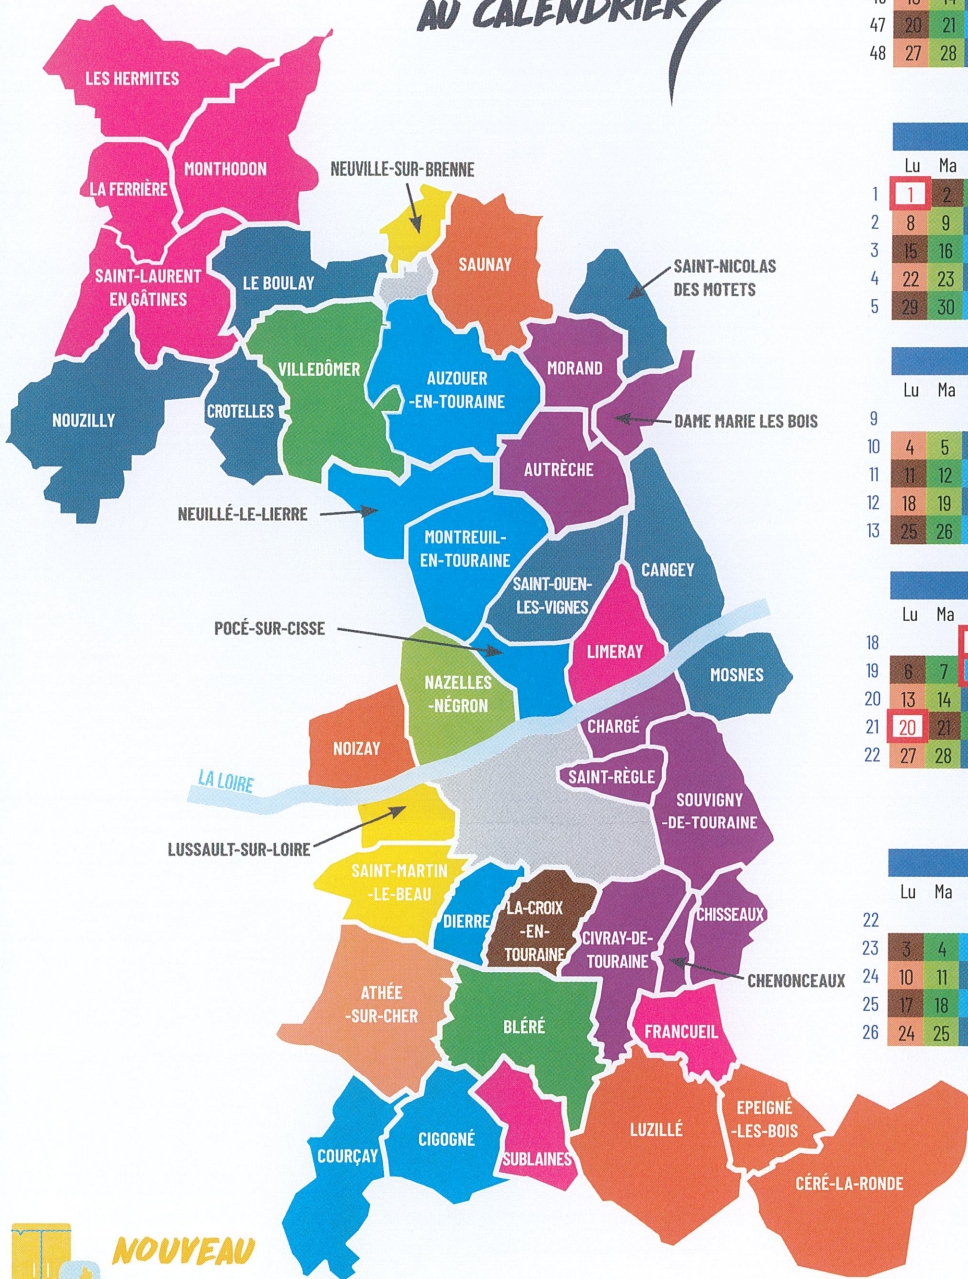 AU CALENDRIER
47 20 21
48 27 28
LES HERMITES
MONTHODON
LA FERRIÈRE
NEUVILLE-SUR-BRENNE
SAINT-LAURENT
EN GÂTINES
LE BOULAY
SAUNAY
SAINT-NICOLAS
DES MOTETS
Lu Ma
1 1 2
2 8 9
3 15 16
4 22 23
5 29 30
VILLEDÔMER
AUZOUER
-EN-TOURAINE
MORAND
NOUZILLY
CROTELLES
DAME MARIE LES BOIS
AUTRÈCHE
Lu Ma
9
10 4 5
11 11 12
12 18 19
13 25 26
NEUILLÉ-LE-LIERRE
MONTREUIL-
EN-TOURAINE
SAINT-OUEN-
LES-VIGNES
CANGEY
POCÉ-SUR-CISSE
LIMERAY
MOSNES
NAZELLES
-NÉGRON
CHARGÉ
NOIZAY
SAINT-RÈGLE
LA LOIRE
SOUVIGNY
-DE-TOURAINE
Lu Ma
18
19 6 7
20 13 14
21 20 21
22 27 28
LUSSAULT-SUR-LOIRE
SAINT-MARTIN
-LE-BEAU
DIERRE
LA-CROIX
-EN-
TOURAINE
CIVRAY-DE-
TOURAINE
CHISSEAUX
CHENONCEAUX
Lu Ma
22
23 3 4
24 10 11
25 17 18
26 24 25
ATHÉE
-SUR-CHER
BLÉRÉ
FRANCUEIL
COURÇAY
CIGOGNÉ
SUBLAINES
LUZILLÉ
EPEIGNÉ
-LES-BOIS
CÉRÉ-LA-RONDE
NOUVEAU